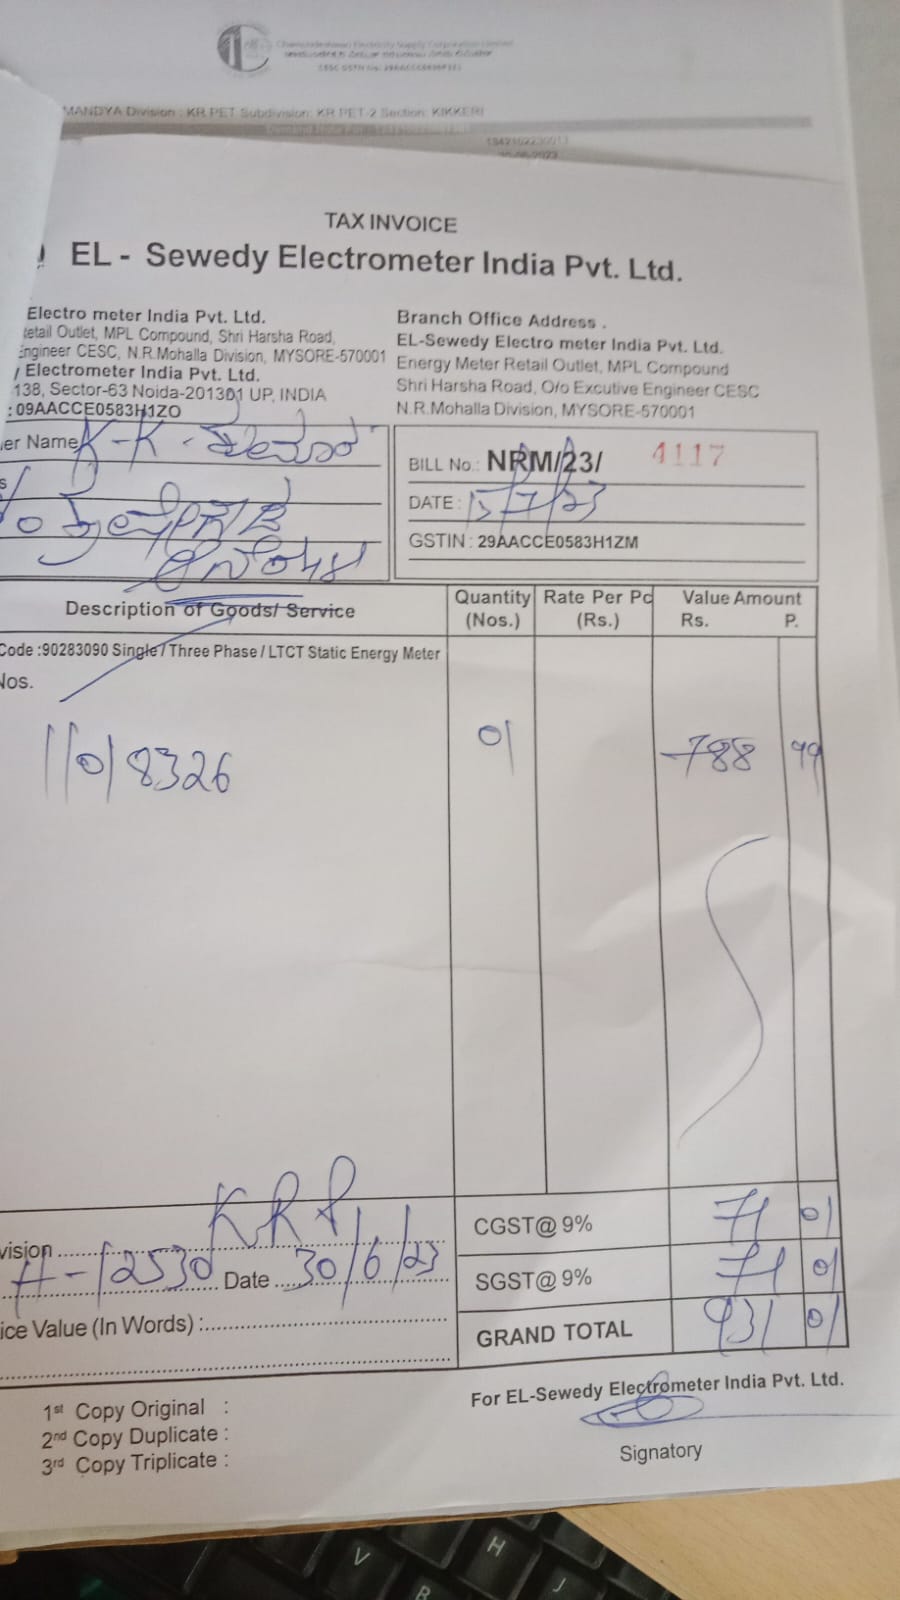 MANDYA Division : KR PET Subdivision: KR PET-2 Section: KIKKERI
TAX INVOICE
EL - Sewedy Electrometer India Pvt. Ltd.
Electro meter India Pvt. Ltd.
Retail Outlet, MPL Compound, Shri Harsha Road,
Engineer CESC, N.R.Mohalla Division, MYSORE-570001
/ Electrometer India Pvt. Ltd.
138, Sector-63 Noida-201301 UP, INDIA
: 09AACCE0583H1ZO
Branch Office Address .
EL-Sewedy Electro meter India Pvt. Ltd.
Energy Meter Retail Outlet, MPL Compound
Shri Harsha Road, O/o Excutive Engineer CESC
N.R.Mohalla Division, MYSORE-570001
er Name K-K-
BILL No.: NRM/23/ 4117
DATE : 15/7/23
GSTIN : 29AACCE0583H1ZM
Description of Goods/ Service
Quantity (Nos.)
Rate Per Pc (Rs.)
Value Amount
Rs. P.
Code :90283090 Single / Three Phase / LTCT Static Energy Meter
Nos.
11018326 01 788 99
KRP
vision
CGST@ 9% 71 01
A-12530 Date 30/6/23
SGST@ 9% 71 01
ice Value (In Words) :
GRAND TOTAL 931 01
1st Copy Original :
2nd Copy Duplicate :
3rd Copy Triplicate :
For EL-Sewedy Electrometer India Pvt. Ltd.
Signatory
V
H
B
J